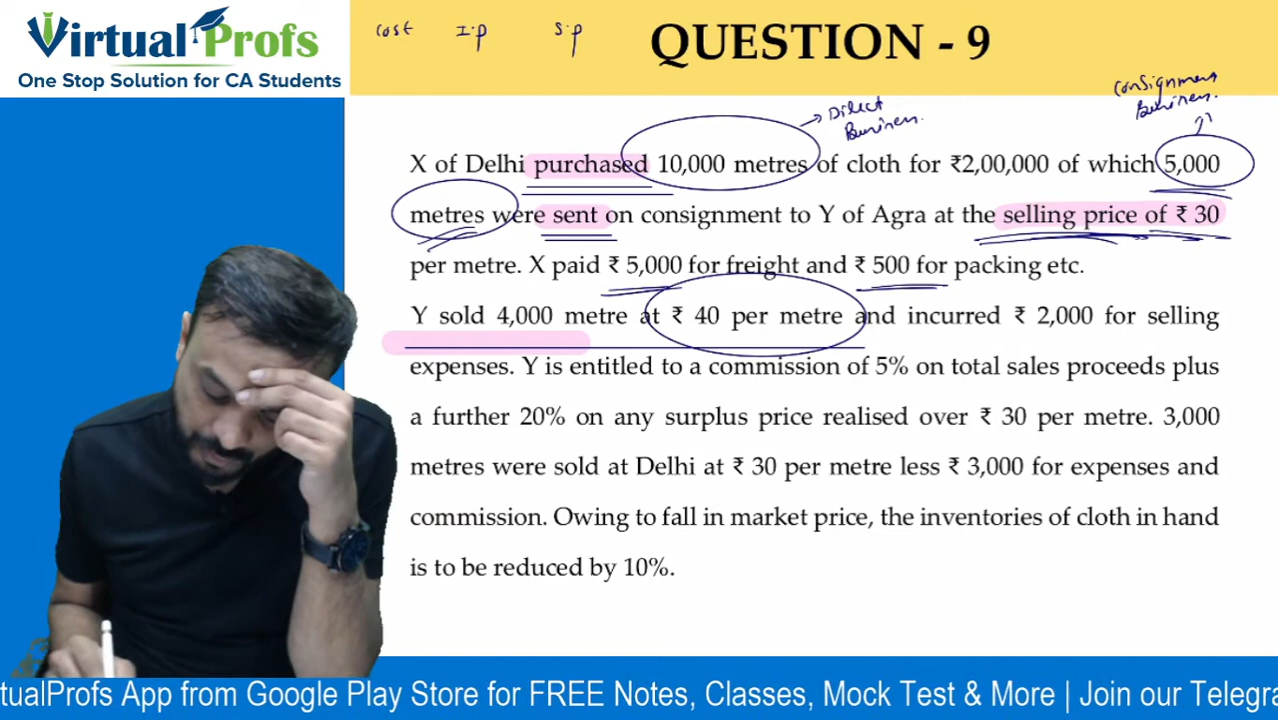 Virtual Profs
One Stop Solution for CA Students
cost I.p S.p
QUESTION - 9
Direct
Business.
Consignment
Business.
X of Delhi purchased 10,000 metres of cloth for ₹2,00,000 of which 5,000
metres were sent on consignment to Y of Agra at the selling price of ₹ 30
per metre. X paid ₹ 5,000 for freight and ₹ 500 for packing etc.
Y sold 4,000 metre at ₹ 40 per metre and incurred ₹ 2,000 for selling
expenses. Y is entitled to a commission of 5% on total sales proceeds plus
a further 20% on any surplus price realised over ₹ 30 per metre. 3,000
metres were sold at Delhi at ₹ 30 per metre less ₹ 3,000 for expenses and
commission. Owing to fall in market price, the inventories of cloth in hand
is to be reduced by 10%.
tualProfs App from Google Play Store for FREE Notes, Classes, Mock Test & More | Join our Telegra